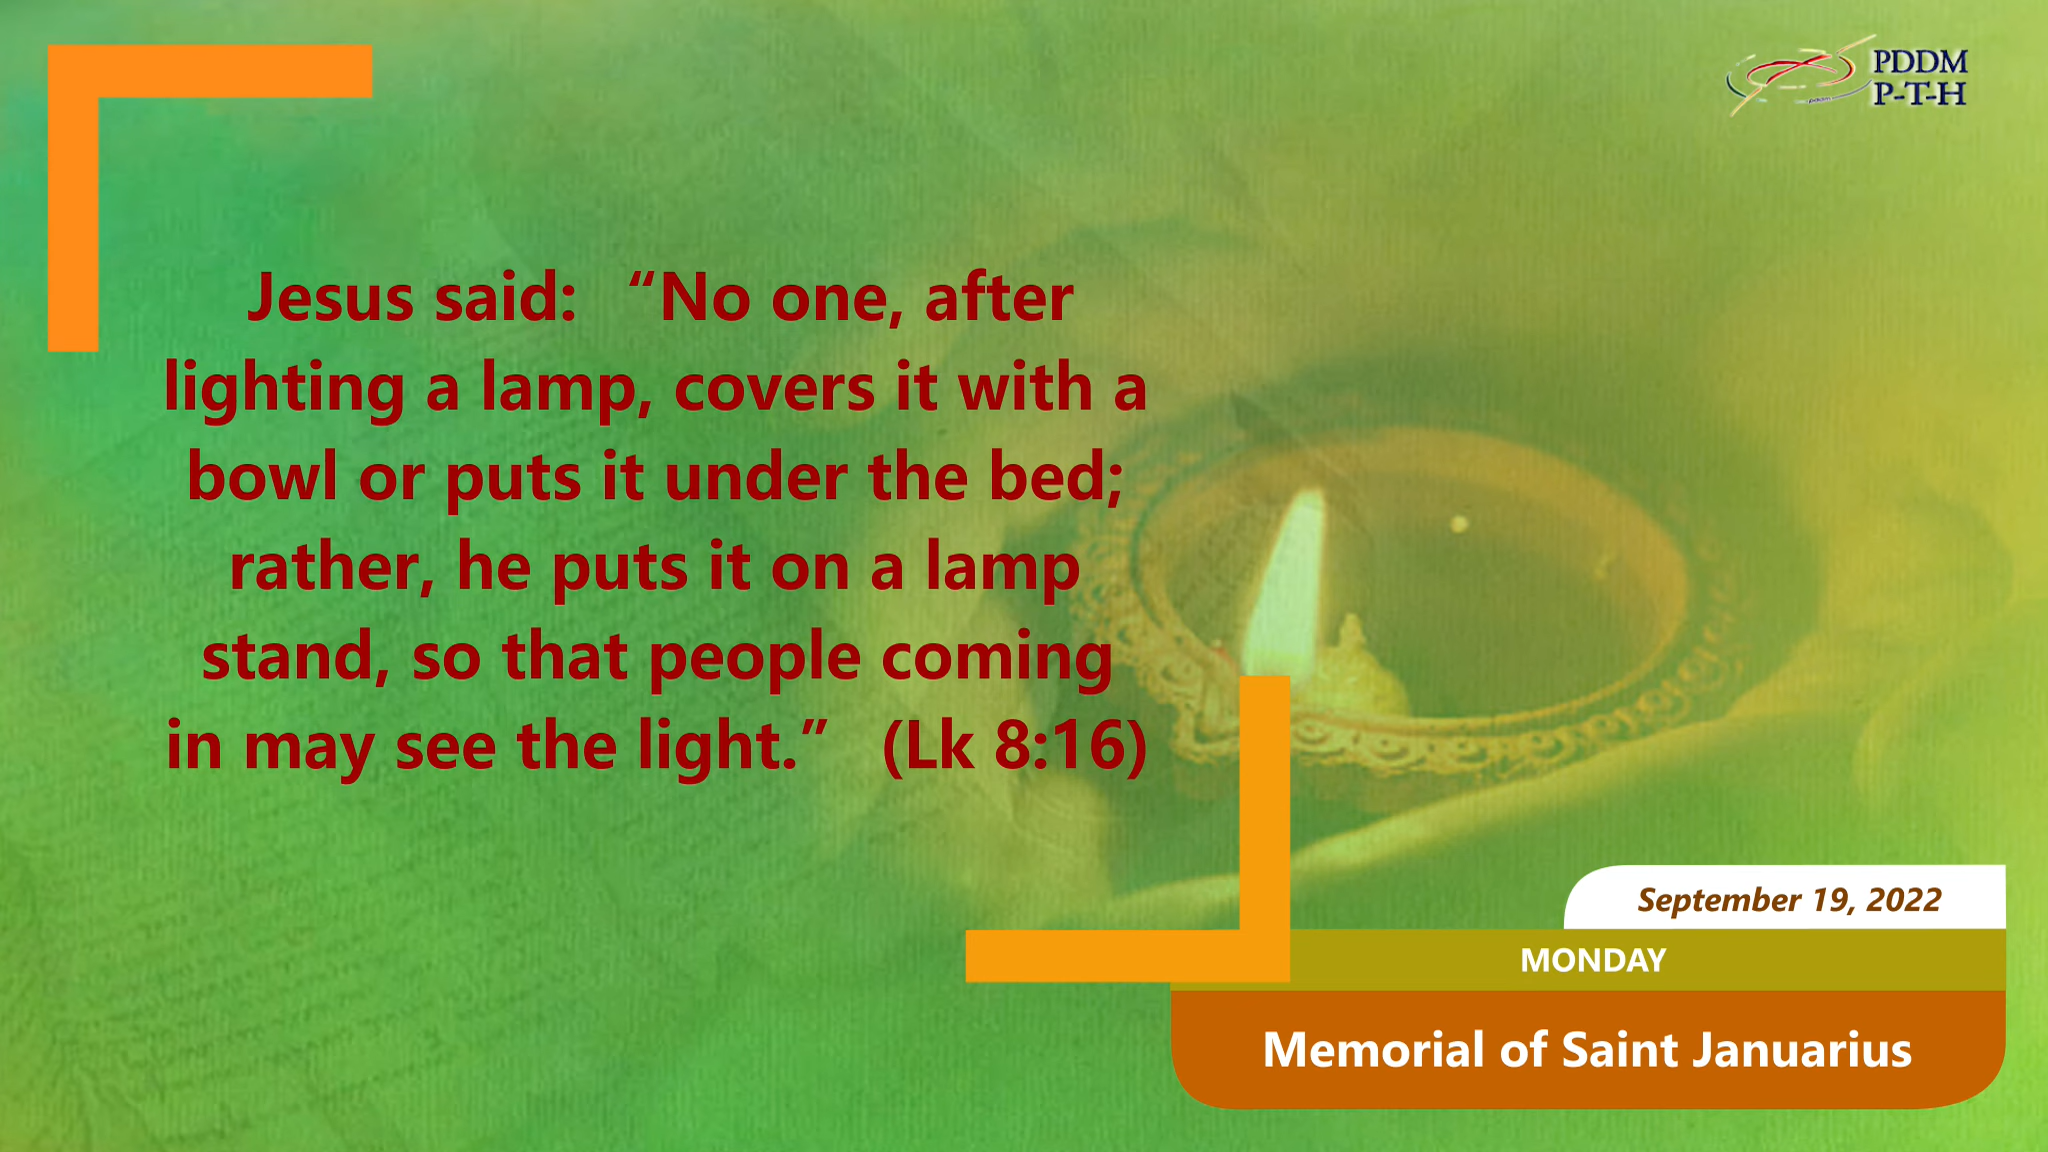 PDDM
P-T-H
Jesus said: “No one, after
lighting a lamp, covers it with a
bowl or puts it under the bed;
rather, he puts it on a lamp
stand, so that people coming
in may see the light.” (Lk 8:16)
September 19, 2022
MONDAY
Memorial of Saint Januarius